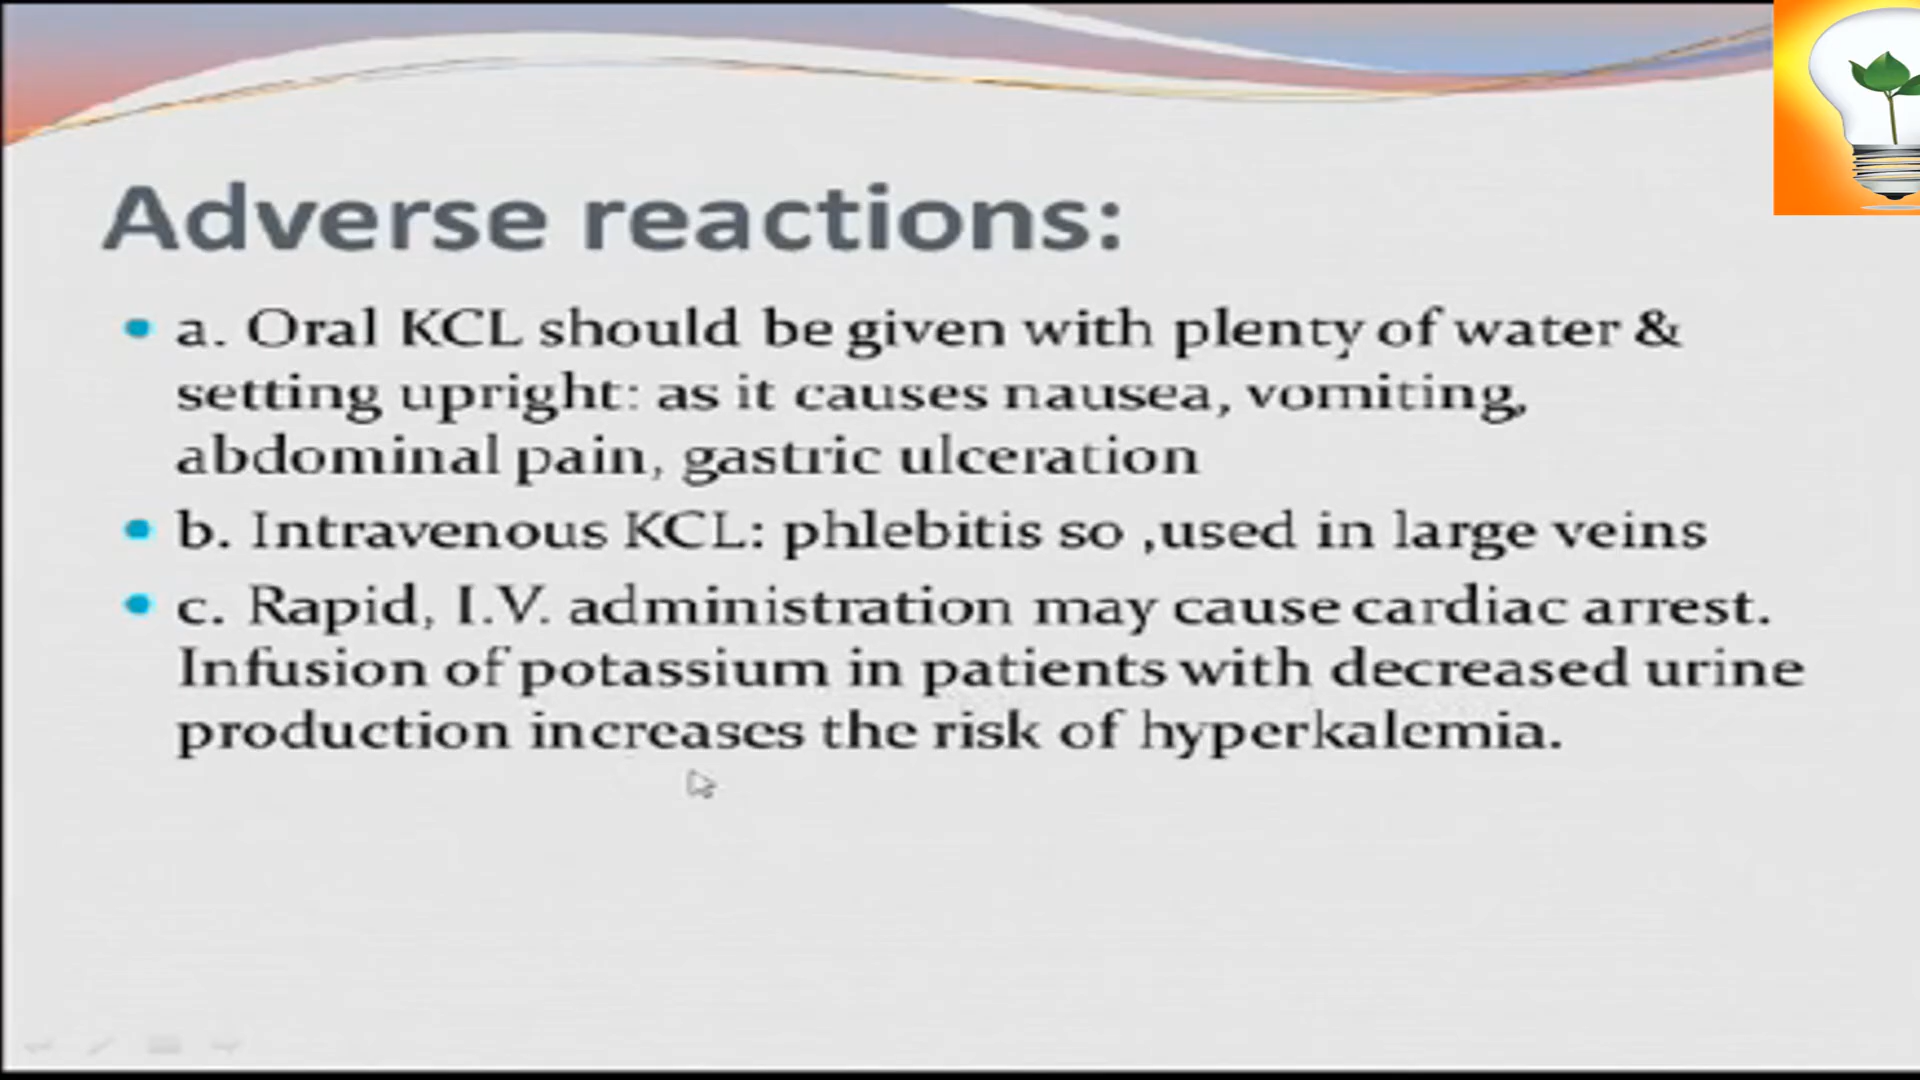 Adverse reactions:
a. Oral KCL should be given with plenty of water &
setting upright: as it causes nausea, vomiting,
abdominal pain, gastric ulceration
b. Intravenous KCL: phlebitis so ,used in large veins
c. Rapid, I.V. administration may cause cardiac arrest.
Infusion of potassium in patients with decreased urine
production increases the risk of hyperkalemia.